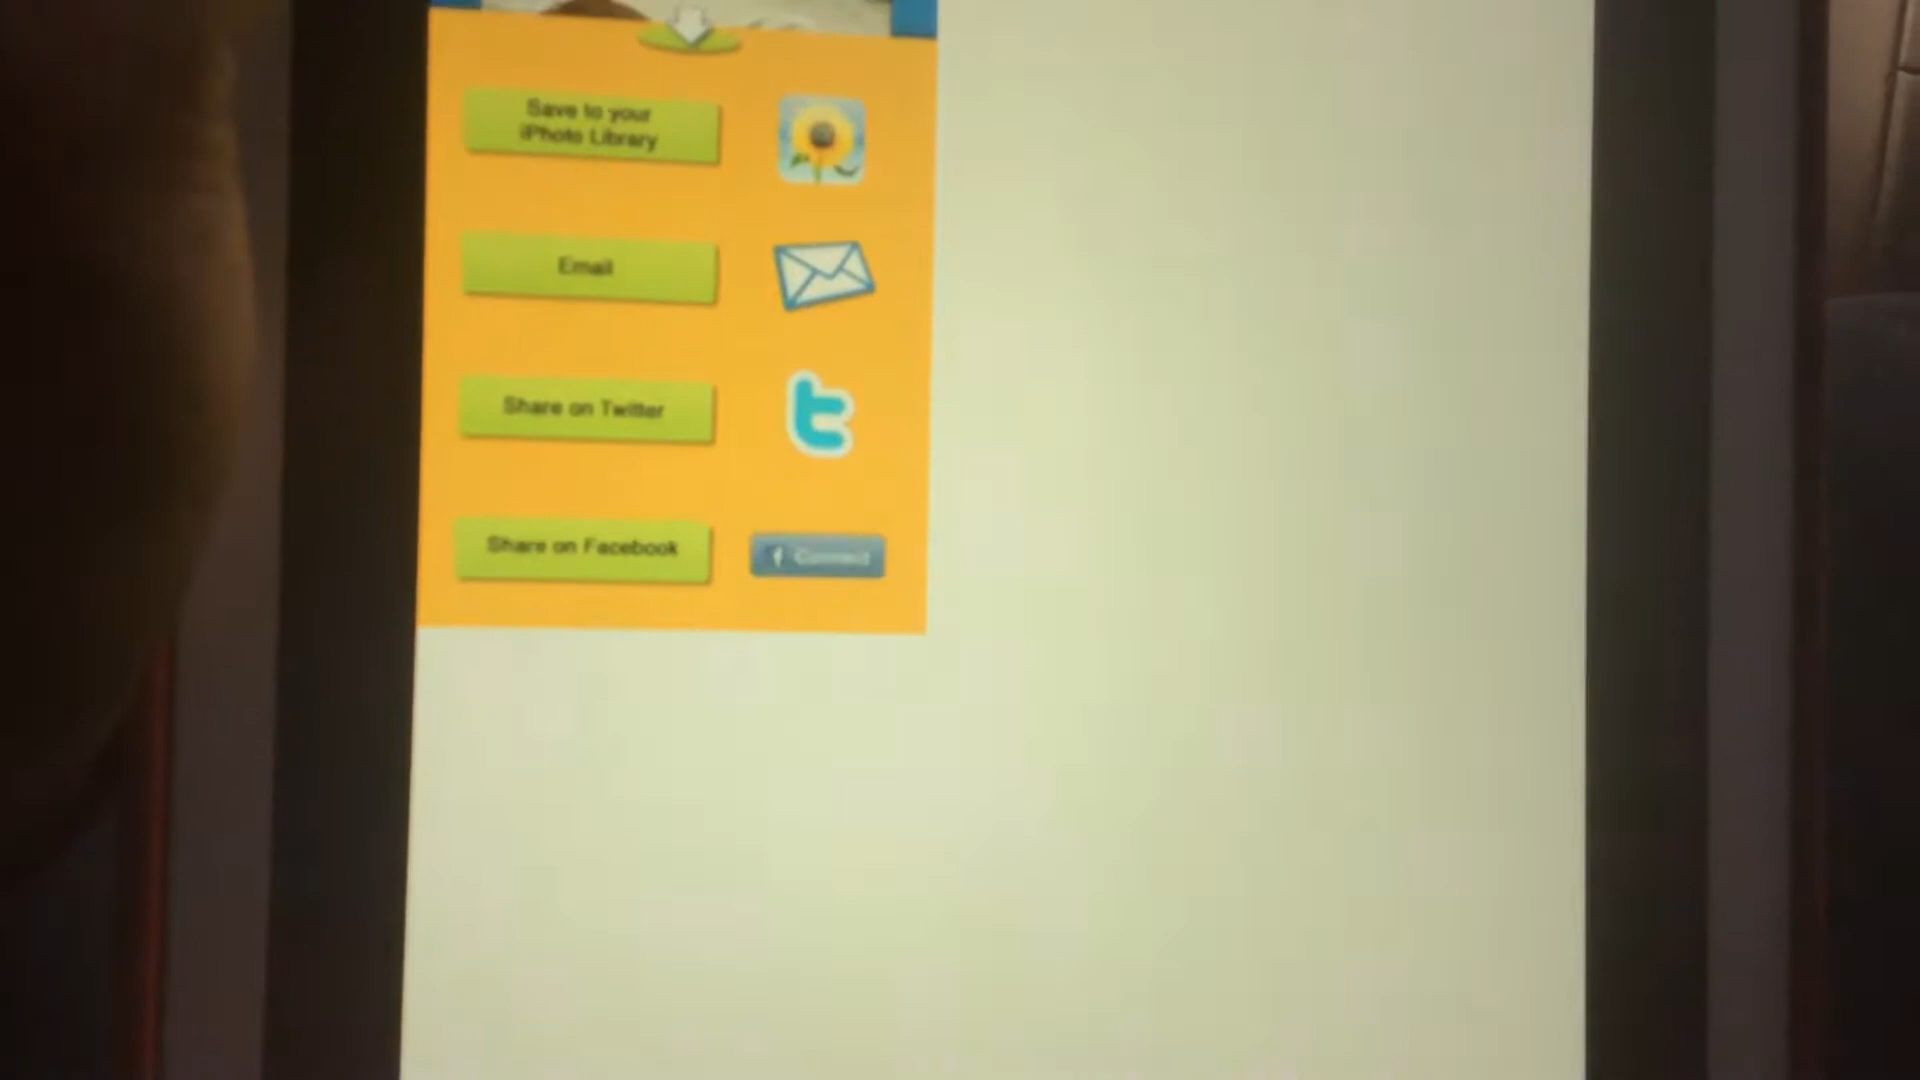 Save to your
iPhoto Library
Email
Share on Twitter
t
Share on Facebook
f Connect